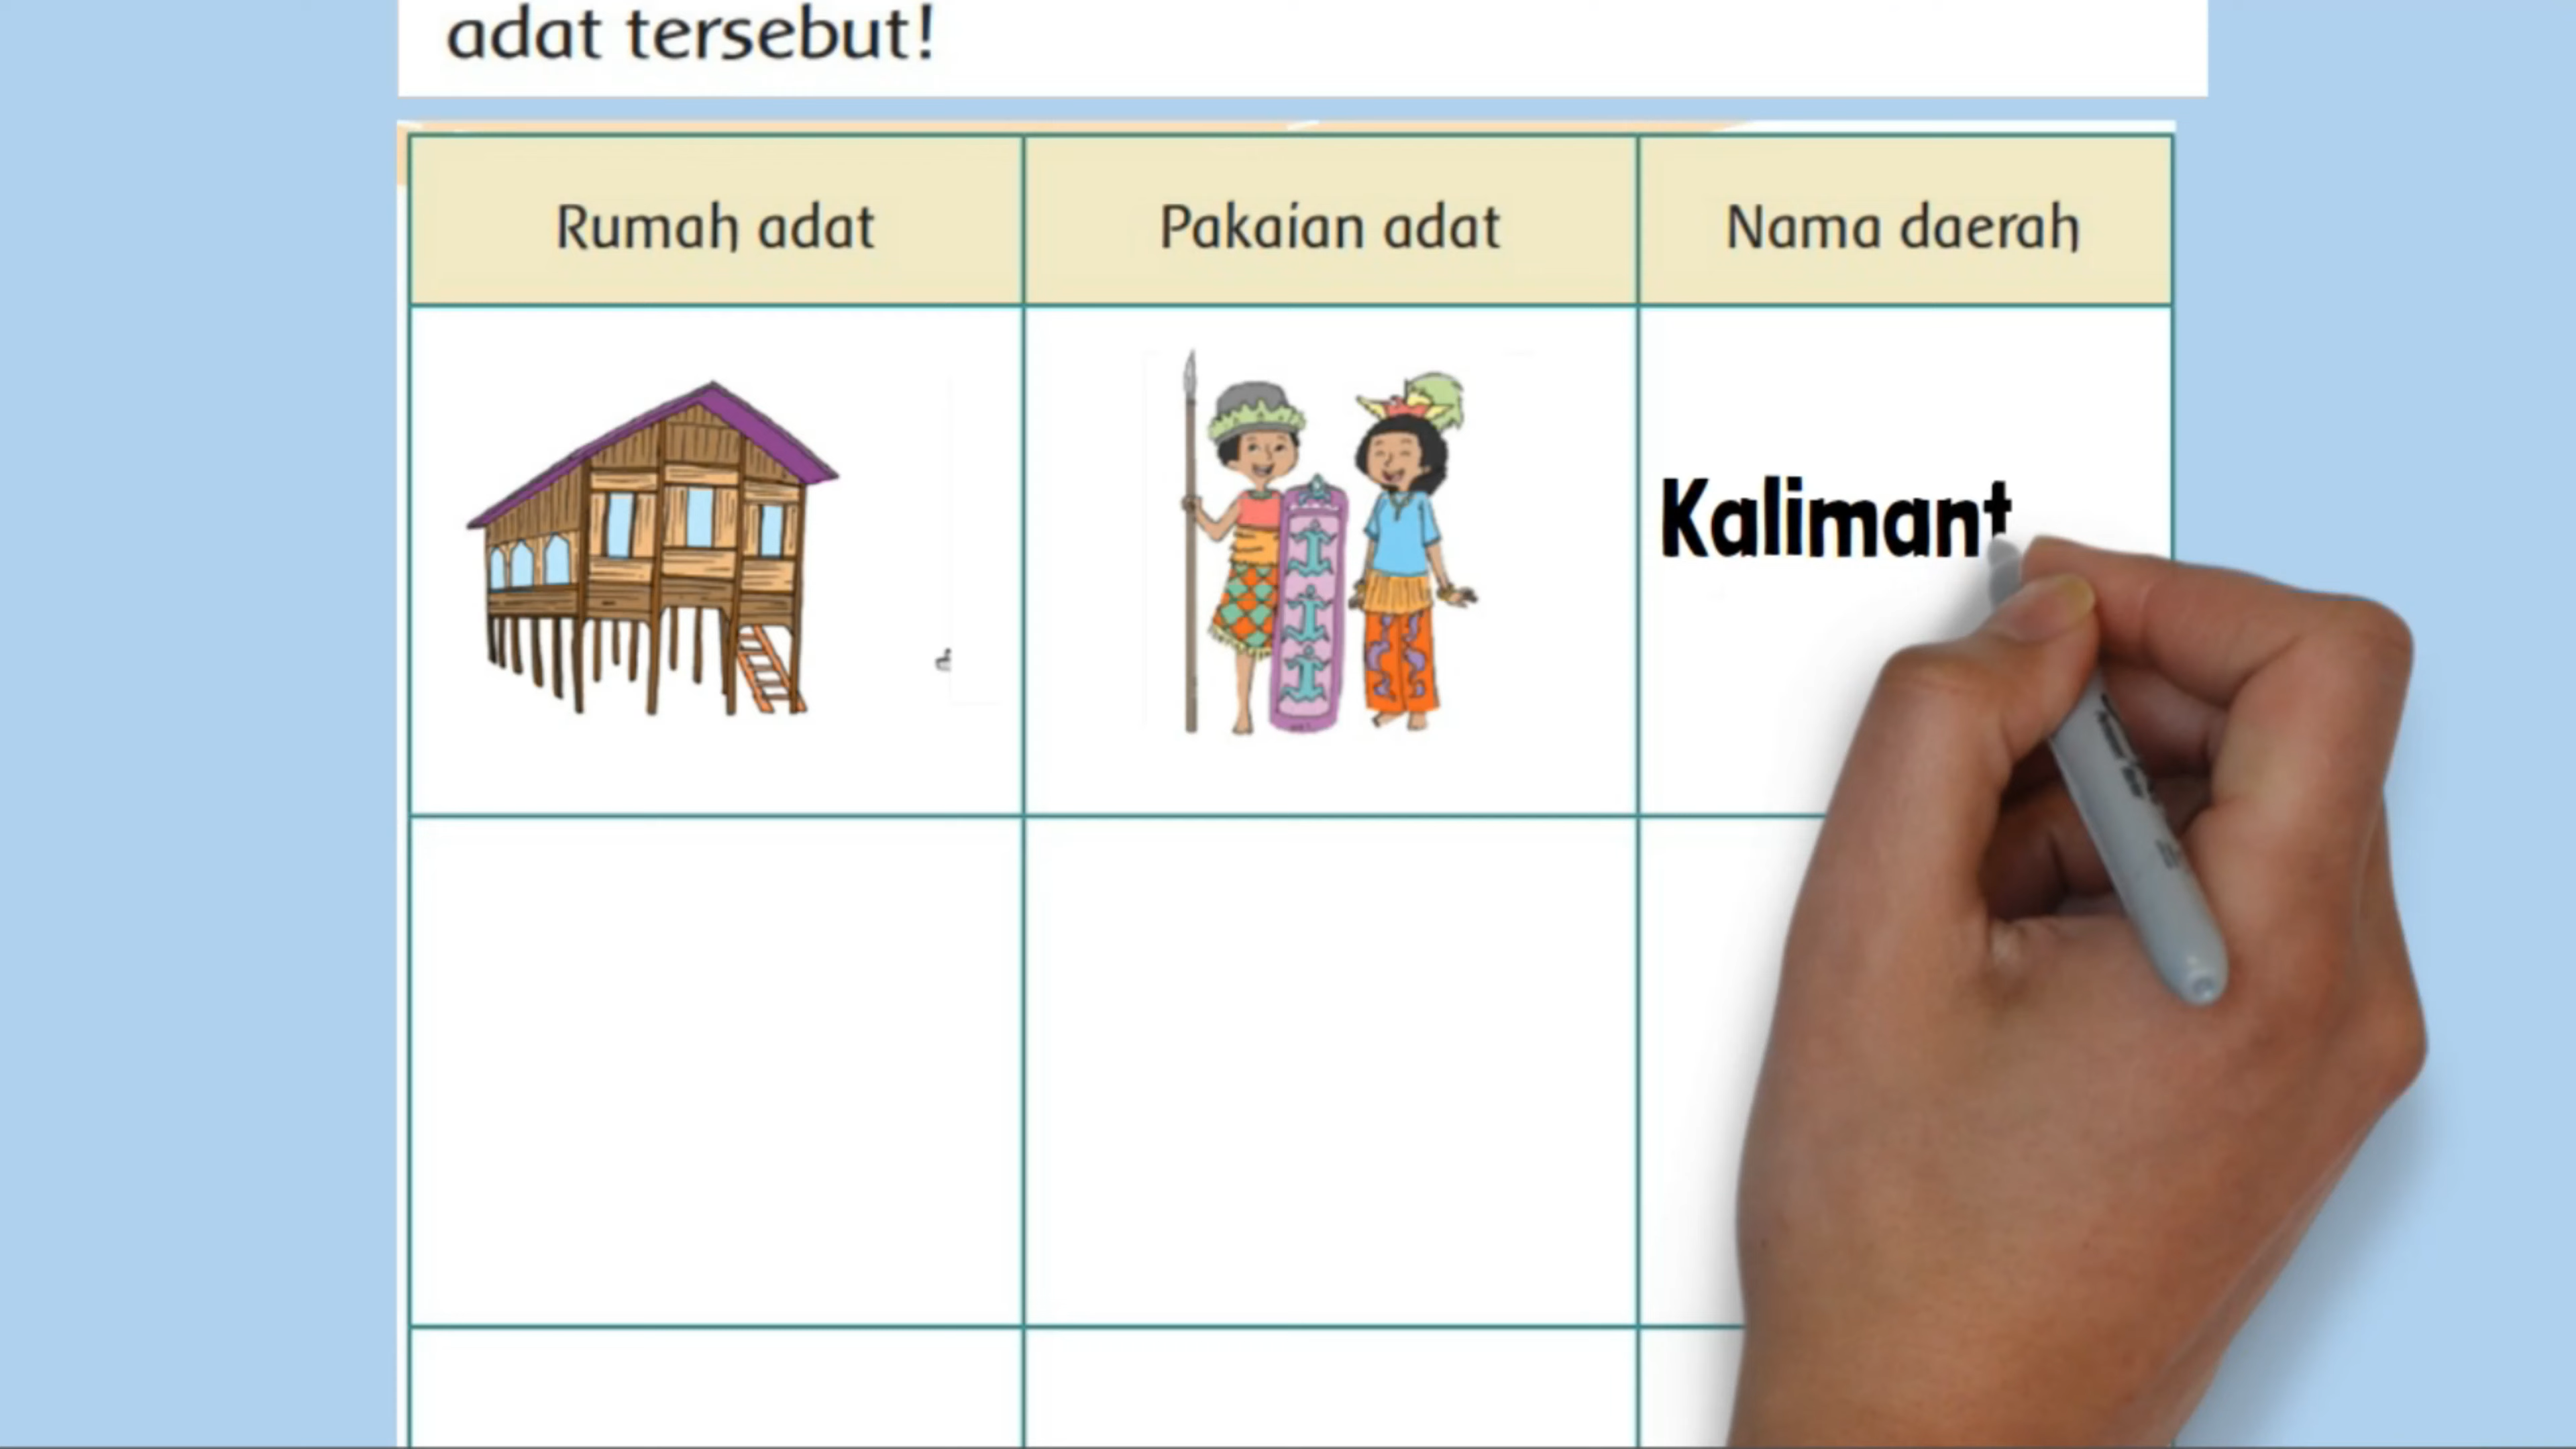 adat tersebut!
Rumah adat
Pakaian adat
Nama daerah
Kalimant